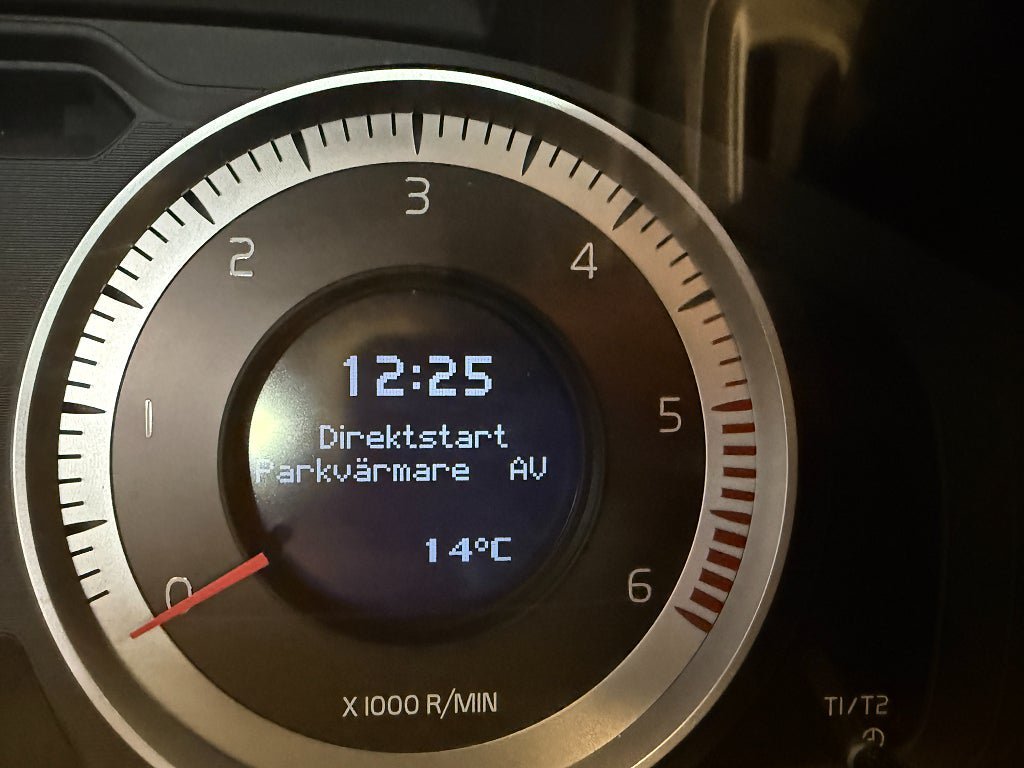 3
2
4
12:25
1
5
Direktstart
Parkvärmare AV
14°C
0
6
X 1000 R/MIN
T1/T2